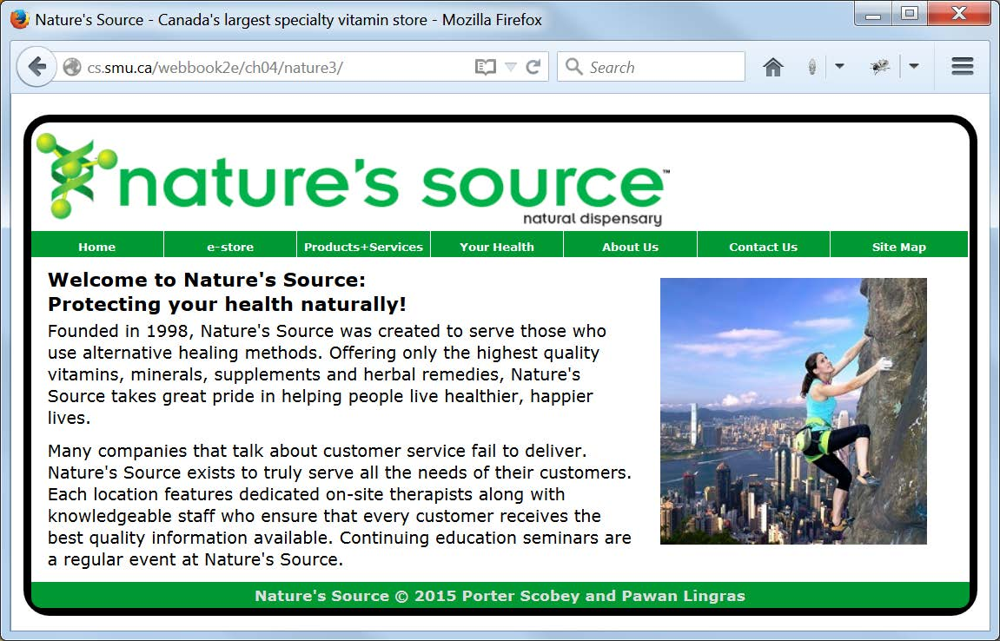 Nature's Source - Canada's largest specialty vitamin store - Mozilla Firefox
cs.smu.ca/webbook2e/ch04/nature3/
Search
nature's source™
natural dispensary
Home e-store Products+Services Your Health About Us Contact Us Site Map
Welcome to Nature's Source:
Protecting your health naturally!
Founded in 1998, Nature's Source was created to serve those who
use alternative healing methods. Offering only the highest quality
vitamins, minerals, supplements and herbal remedies, Nature's
Source takes great pride in helping people live healthier, happier
lives.
Many companies that talk about customer service fail to deliver.
Nature's Source exists to truly serve all the needs of their customers.
Each location features dedicated on-site therapists along with
knowledgeable staff who ensure that every customer receives the
best quality information available. Continuing education seminars are
a regular event at Nature's Source.
Nature's Source © 2015 Porter Scobey and Pawan Lingras